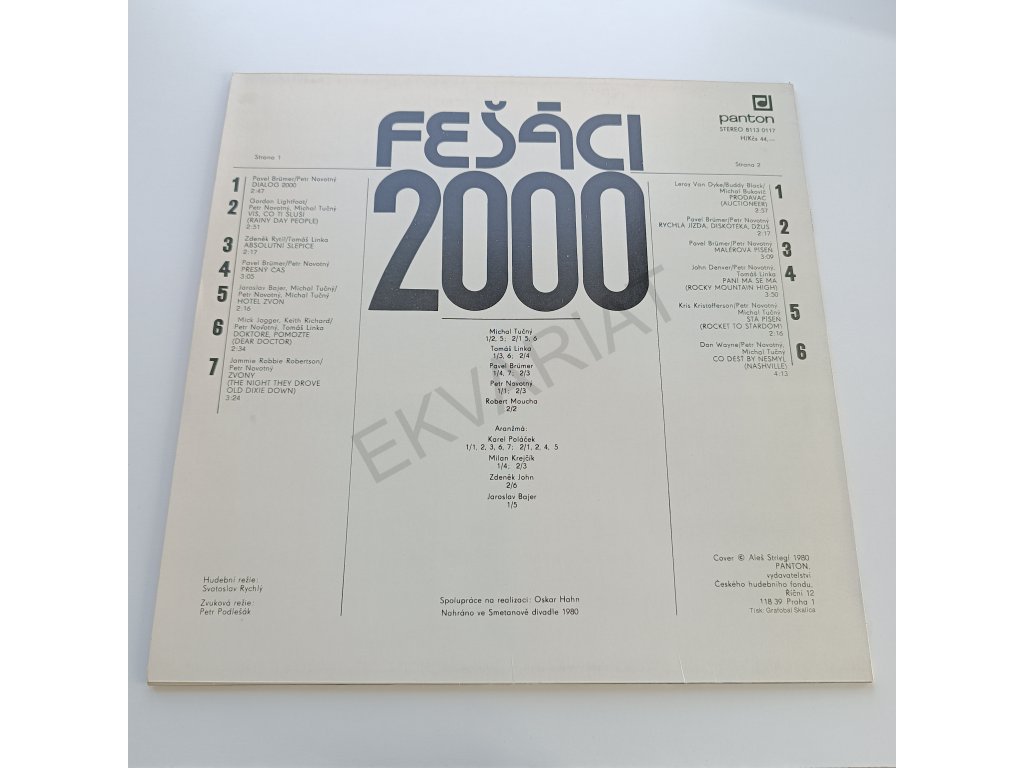 FEŠÁCI
2000
panton
STEREO 8113 0117
H/Kčs 44,—
Strana 1
1
Pavel Brümer/Petr Novotný
DIALOG 2000
2:47
2
Gordon Lightfoot/
Petr Novotný, Michal Tučný
VÍŠ, CO TI SLUŠÍ
(RAINY DAY PEOPLE)
2:51
3
Zdeněk Rytíř/Tomáš Linka
ABSOLUTNÍ SLEPICE
2:17
4
Pavel Brümer/Petr Novotný
PŘESNÝ ČAS
3:05
5
Jaroslav Bajer, Michal Tučný/
Petr Novotný, Michal Tučný
HOTEL ZVON
2:16
6
Mick Jagger, Keith Richard/
Petr Novotný, Tomáš Linka
DOKTORE, POMOZTE
(DEAR DOCTOR)
2:34
7
Jammie Robbie Robertson/
Petr Novotný
ZVONY
(THE NIGHT THEY DROVE
OLD DIXIE DOWN)
3:24
Michal Tučný
1/2, 5; 2/1 5, 6
Tomáš Linka
1/3, 6; 2/4
Pavel Brümer
1/4, 7; 2/3
Petr Novotný
1/1; 2/3
Robert Moucha
2/2
Aranžmá:
Karel Poláček
1/1, 2, 3, 6, 7; 2/1, 2, 4, 5
Milan Krejčík
1/4; 2/3
Zdeněk John
2/6
Jaroslav Bajer
1/5
Strana 2
Leroy Van Dyke/Buddy Black/
Michal Bukovič
PRODAVAČ
(AUCTIONEER)
2:57
1
Pavel Brümer/Petr Novotný
RYCHLÁ JÍZDA, DISKOTÉKA, DŽUS
2:17
2
Pavel Brümer/Petr Novotný
MALÉROVÁ PÍSEŇ
3:09
3
John Denver/Petr Novotný,
Tomáš Linka
PANÍ MÁ SE MÁ
(ROCKY MOUNTAIN HIGH)
3:50
4
Kris Kristofferson/Petr Novotný,
Michal Tučný
STÁ PÍSEŇ
(ROCKET TO STARDOM)
2:16
5
Dan Wayne/Petr Novotný,
Michal Tučný
CO DÉŠŤ BY NESMYL
(NASHVILLE)
4:13
6
Hudební režie:
Svatoslav Rychlý
Zvuková režie:
Petr Podlešák
Spolupráce na realizaci: Oskar Hahn
Nahráno ve Smetanově divadle 1980
Cover © Aleš Striegl 1980
PANTON,
vydavatelství
Českého hudebního fondu,
Říční 12
118 39 Praha 1
Tisk: Grafobal Skalica
EKVARIAT